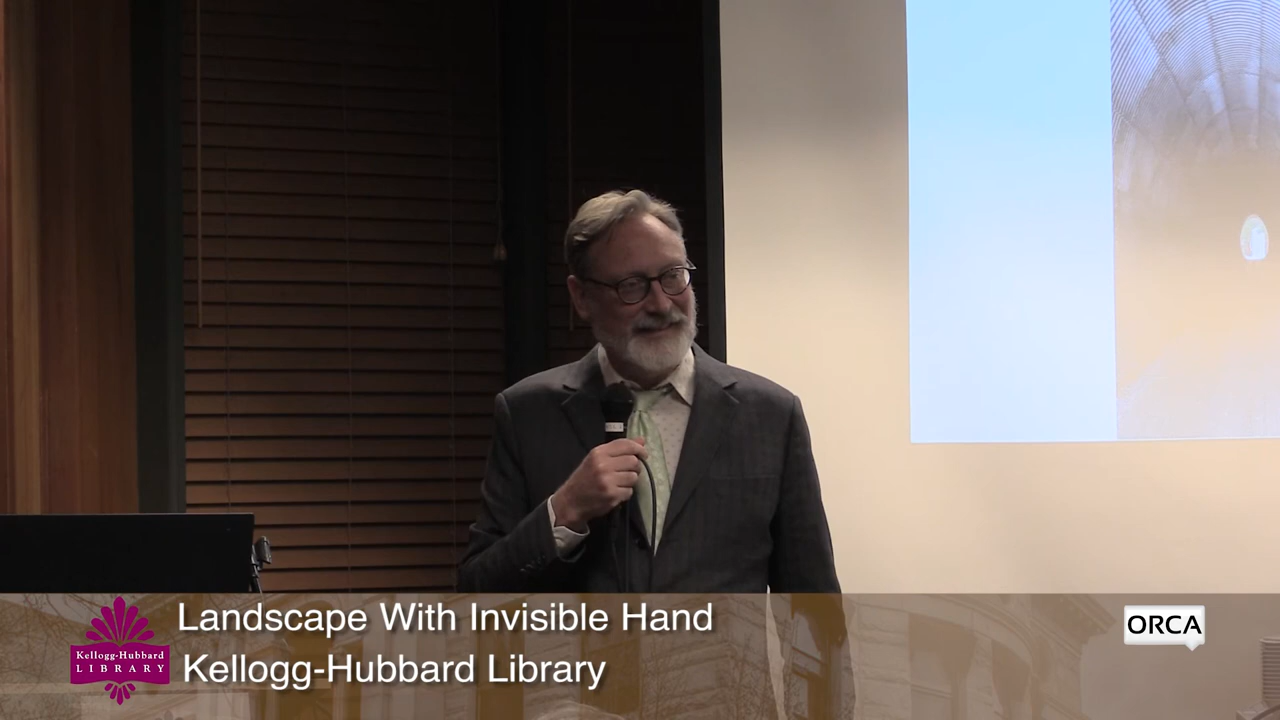 Landscape With Invisible Hand
Kellogg-Hubbard Library
Kellogg-Hubbard
LIBRARY
ORCA